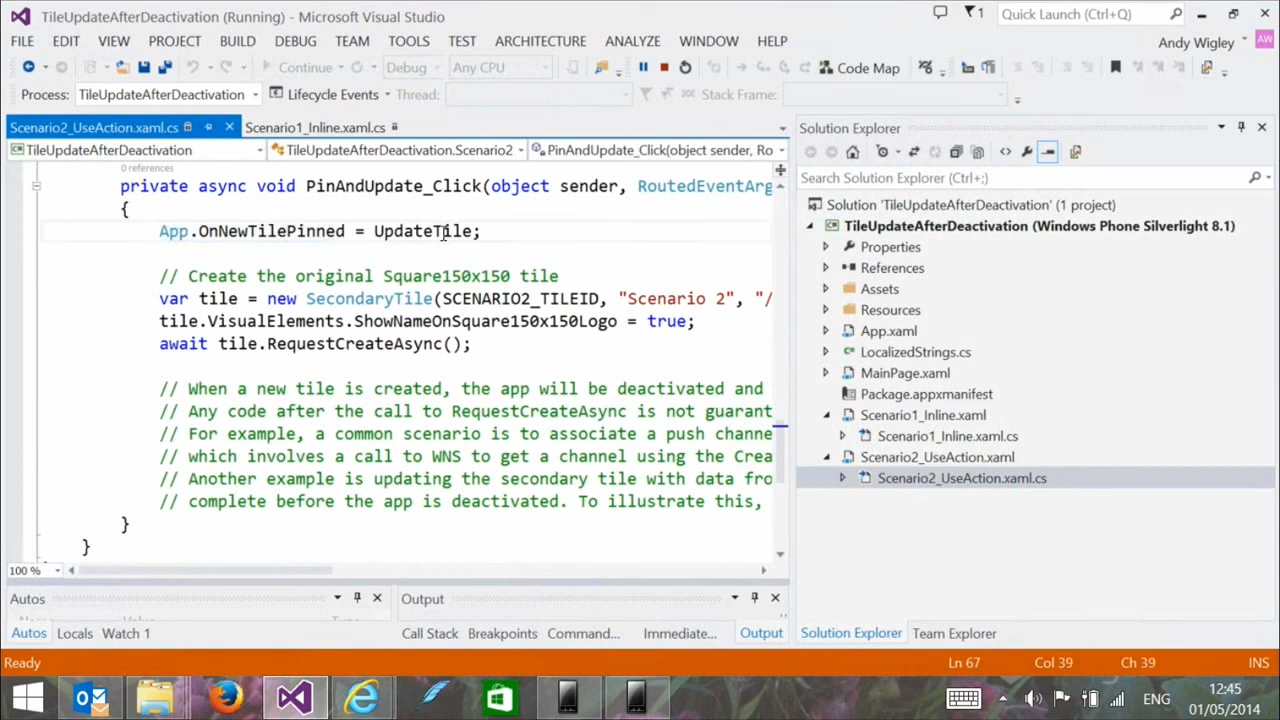 TileUpdateAfterDeactivation (Running) - Microsoft Visual Studio
1
Quick Launch (Ctrl+Q)
FILE EDIT VIEW PROJECT BUILD DEBUG TEAM TOOLS TEST ARCHITECTURE ANALYZE WINDOW HELP
Andy Wigley
AW
Continue Debug Any CPU Code Map
Process: TileUpdateAfterDeactivation Lifecycle Events Thread: Stack Frame:
Scenario2_UseAction.xaml.cs Scenario1_Inline.xaml.cs
TileUpdateAfterDeactivation TileUpdateAfterDeactivation.Scenario2 PinAndUpdate_Click(object sender, Ro
0 references
private async void PinAndUpdate_Click(object sender, RoutedEventArg
{
App.OnNewTilePinned = UpdateTile;
// Create the original Square150x150 tile
var tile = new SecondaryTile(SCENARIO2_TILEID, "Scenario 2", "/
tile.VisualElements.ShowNameOnSquare150x150Logo = true;
await tile.RequestCreateAsync();
// When a new tile is created, the app will be deactivated and
// Any code after the call to RequestCreateAsync is not guarant
// For example, a common scenario is to associate a push channe
// which involves a call to WNS to get a channel using the Crea
// Another example is updating the secondary tile with data fro
// complete before the app is deactivated. To illustrate this,
}
}
100 %
Autos
Output
Autos Locals Watch 1
Call Stack Breakpoints Command... Immediate... Output
Solution Explorer
Search Solution Explorer (Ctrl+;)
Solution 'TileUpdateAfterDeactivation' (1 project)
TileUpdateAfterDeactivation (Windows Phone Silverlight 8.1)
Properties
References
Assets
Resources
App.xaml
LocalizedStrings.cs
MainPage.xaml
Package.appxmanifest
Scenario1_Inline.xaml
Scenario1_Inline.xaml.cs
Scenario2_UseAction.xaml
Scenario2_UseAction.xaml.cs
Solution Explorer Team Explorer
Ready
Ln 67 Col 39 Ch 39 INS
ENG
12:45
01/05/2014